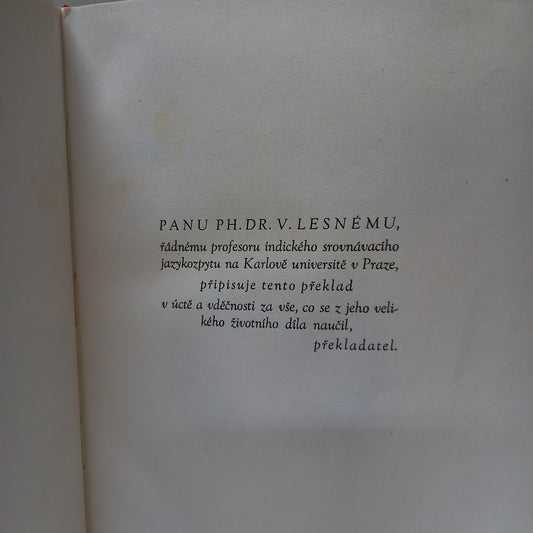 PANU PH.DR. V. LESNÉMU,
řádnému profesoru indického srovnávacího
jazykozpytu na Karlově universitě v Praze,
připisuje tento překlad
v úctě a vděčnosti za vše, co se z jeho veli-
kého životního díla naučil,
překladatel.